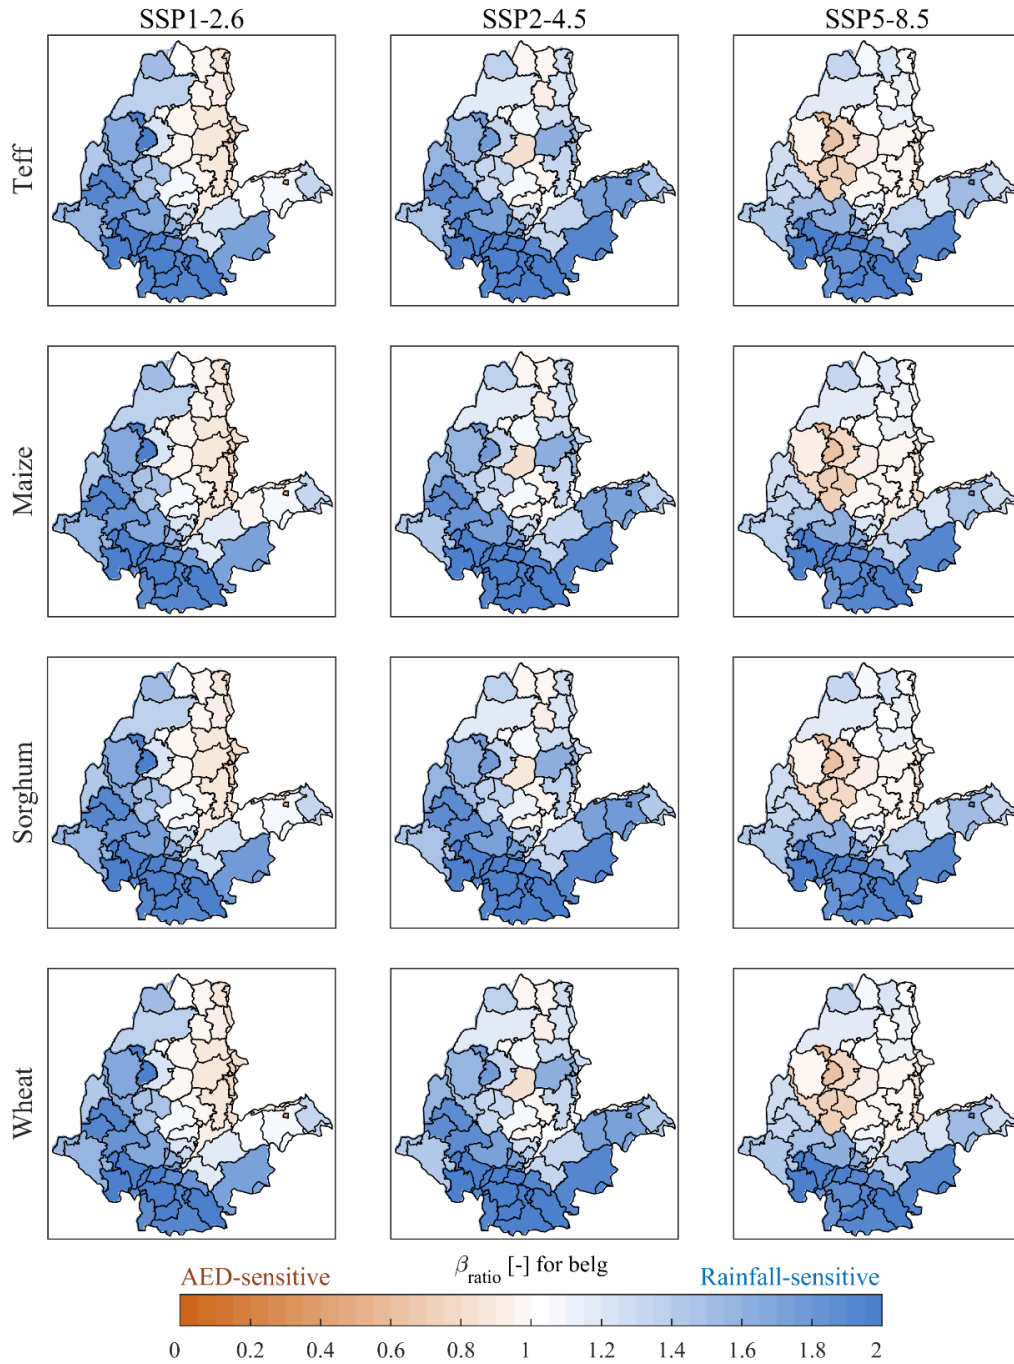 SSP1-2.6 SSP2-4.5 SSP5-8.5
Teff
Maize
Sorghum
Wheat
AED-sensitive β_ratio [-] for belg Rainfall-sensitive
0 0.2 0.4 0.6 0.8 1 1.2 1.4 1.6 1.8 2